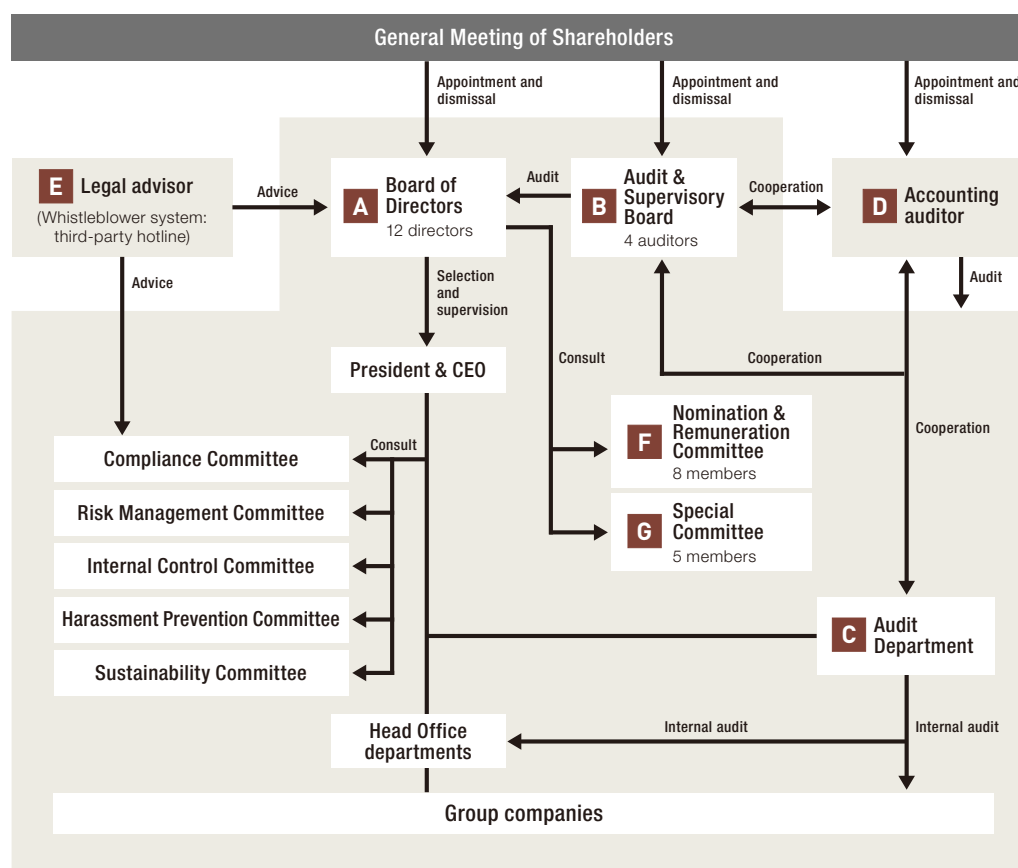 General Meeting of Shareholders
Appointment and
dismissal
Appointment and
dismissal
Appointment and
dismissal
E Legal advisor
(Whistleblower system:
third-party hotline)
Advice
A Board of
Directors
12 directors
Audit
B Audit &
Supervisory
Board
4 auditors
Cooperation
D Accounting
auditor
Advice
Selection
and
supervision
Audit
President & CEO
Consult
Cooperation
F Nomination &
Remuneration
Committee
8 members
Cooperation
Consult
Compliance Committee
Risk Management Committee
G Special
Committee
5 members
Internal Control Committee
Harassment Prevention Committee
C Audit
Department
Sustainability Committee
Head Office
departments
Internal audit
Internal audit
Group companies